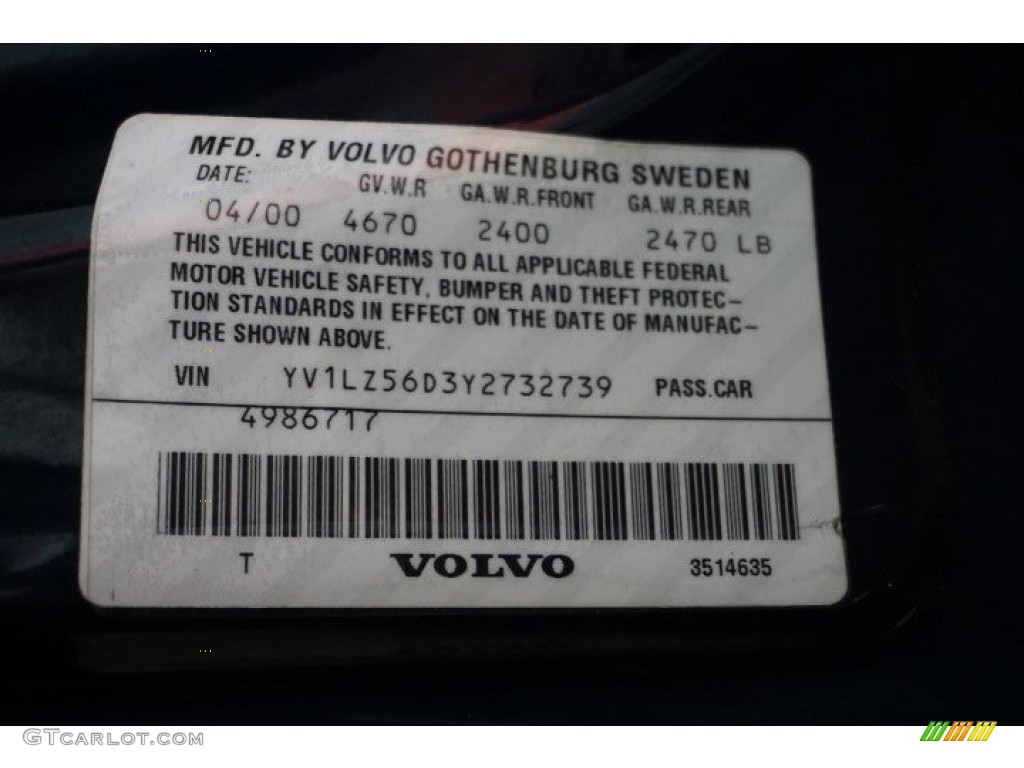 MFD. BY VOLVO GOTHENBURG SWEDEN
DATE: GV.W.R GA.W.R.FRONT GA.W.R.REAR
04/00 4670 2400 2470 LB
THIS VEHICLE CONFORMS TO ALL APPLICABLE FEDERAL
MOTOR VEHICLE SAFETY, BUMPER AND THEFT PROTEC-
TION STANDARDS IN EFFECT ON THE DATE OF MANUFAC-
TURE SHOWN ABOVE.
VIN YV1LZ56D3Y2732739 PASS.CAR
4986717
T VOLVO 3514635
GTCARLOT.COM